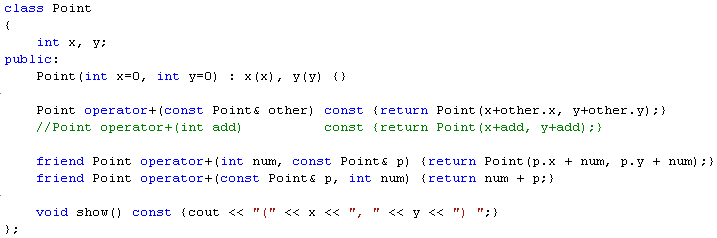 class Point
{
    int x, y;
public:
    Point(int x=0, int y=0) : x(x), y(y) {}

    Point operator+(const Point& other) const {return Point(x+other.x, y+other.y);}
    //Point operator+(int add)          const {return Point(x+add, y+add);}

    friend Point operator+(int num, const Point& p) {return Point(p.x + num, p.y + num);}
    friend Point operator+(const Point& p, int num) {return num + p;}

    void show() const {cout << "(" << x << ", " << y << ") ";}
};